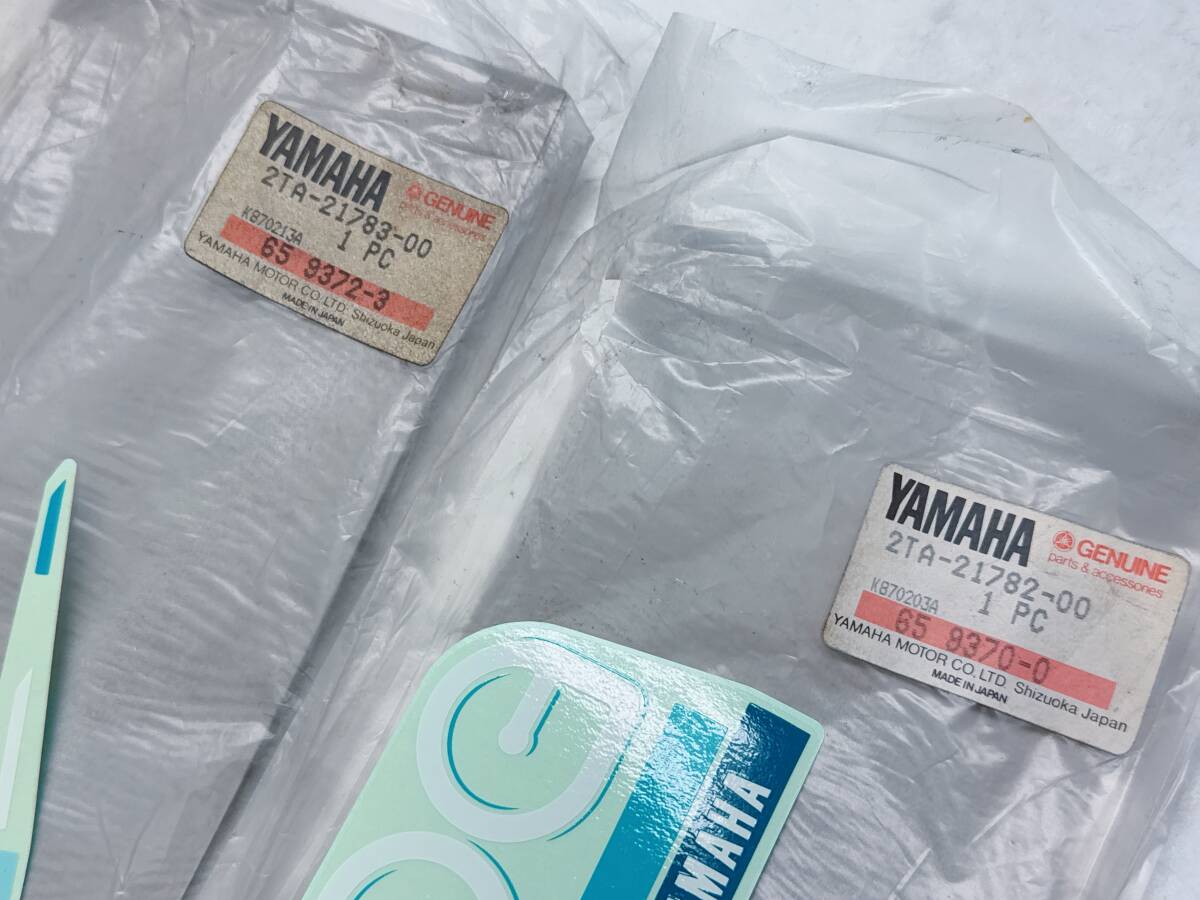 YAMAHA
GENUINE
parts & accessories
2TA-21783-00
K870213A 1 PC
65 9372-3
YAMAHA MOTOR CO.LTD Shizuoka Japan
MADE IN JAPAN
YAMAHA
GENUINE
parts & accessories
2TA-21782-00
K870203A 1 PC
65 9370-0
YAMAHA MOTOR CO.LTD Shizuoka Japan
MADE IN JAPAN
MAHA